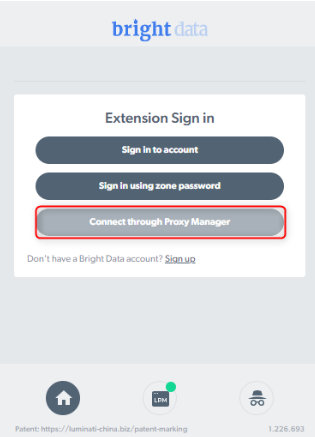 bright data
Extension Sign in
Sign in to account
Sign in using zone password
Connect through Proxy Manager
Don't have a Bright Data account? Sign up
LPM
Patent: https://luminati-china.biz/patent-marking 1.226.693